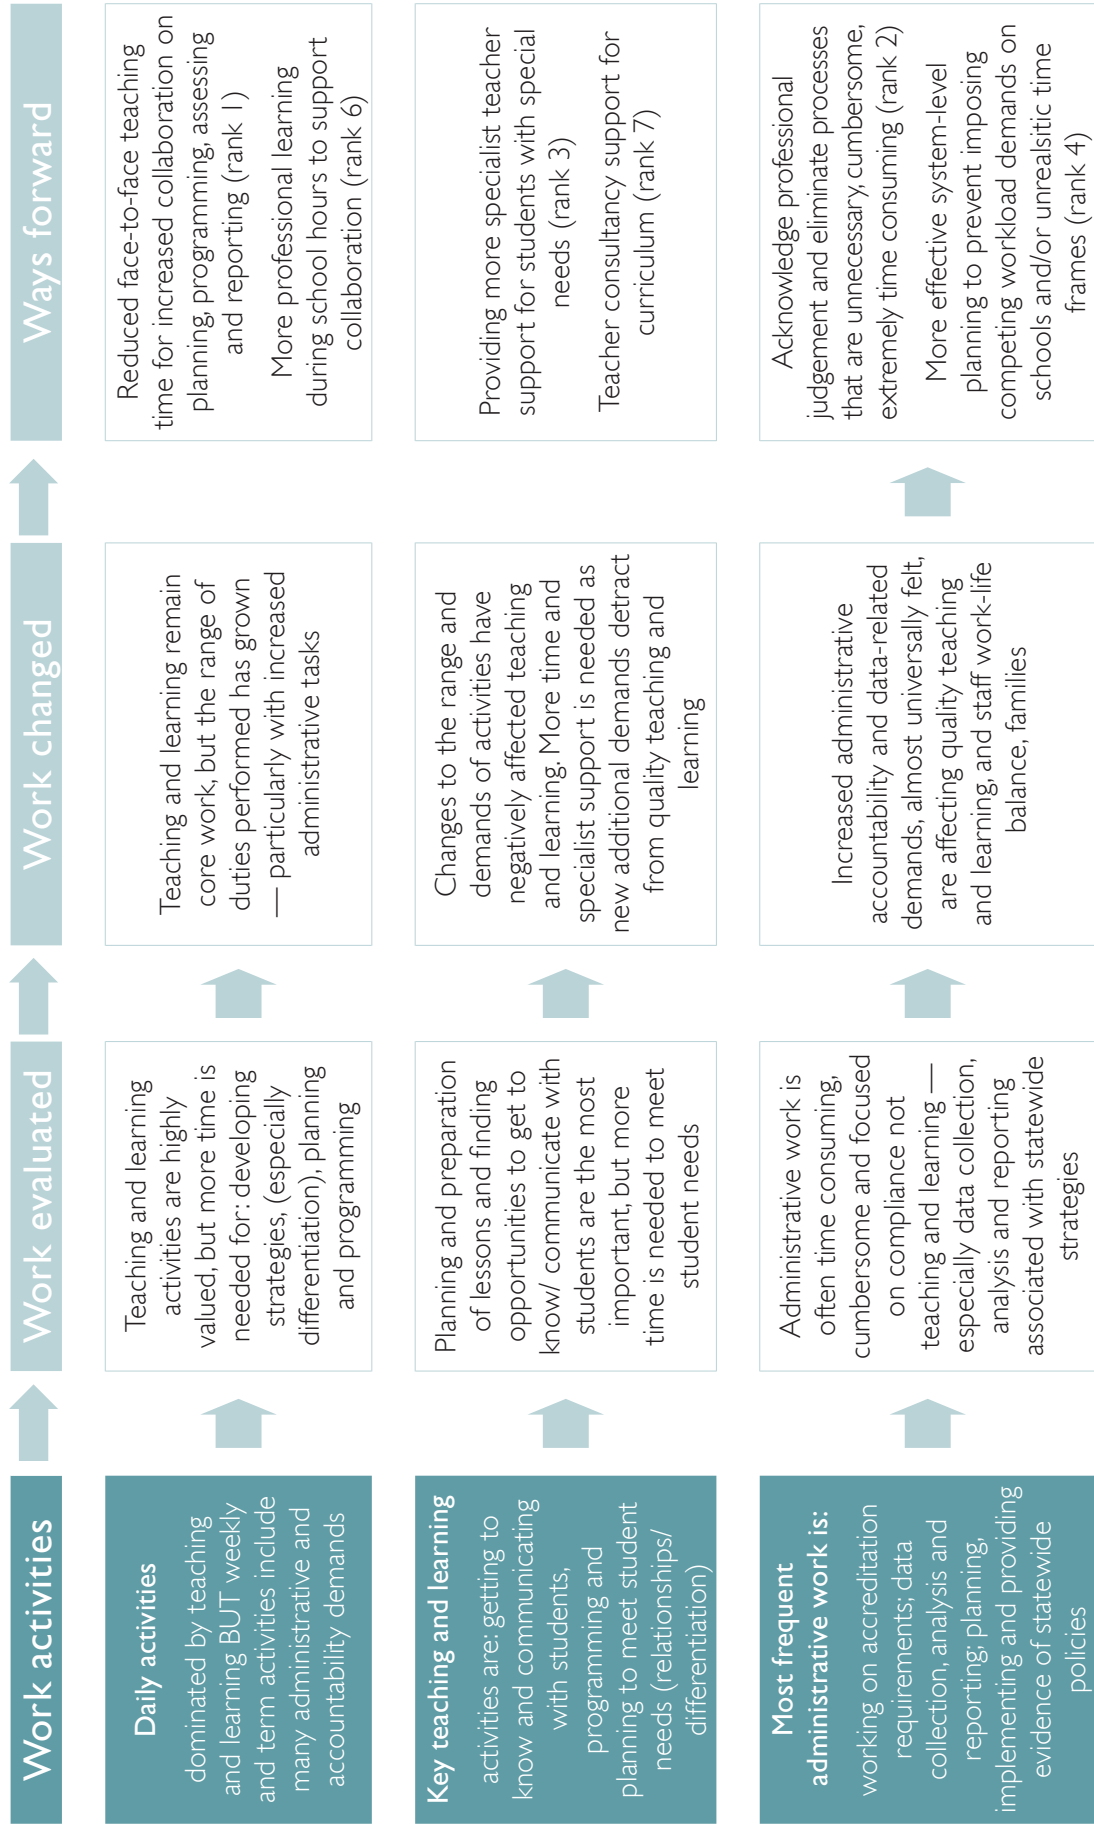 Work activities
Work evaluated
Work changed
Ways forward
Daily activities
dominated by teaching
and learning BUT weekly
and term activities include
many administrative and
accountability demands
Teaching and learning
activities are highly
valued, but more time is
needed for: developing
strategies, (especially
differentiation), planning
and programming
Teaching and learning remain
core work, but the range of
duties performed has grown
— particularly with increased
administrative tasks
Reduced face-to-face teaching
time for increased collaboration on
planning, programming, assessing
and reporting (rank 1)
More professional learning
during school hours to support
collaboration (rank 6)
Key teaching and learning
activities are: getting to
know and communicating
with students,
programming and
planning to meet student
needs (relationships/
differentiation)
Planning and preparation
of lessons and finding
opportunities to get to
know/ communicate with
students are the most
important, but more
time is needed to meet
student needs
Changes to the range and
demands of activities have
negatively affected teaching
and learning. More time and
specialist support is needed as
new additional demands detract
from quality teaching and
learning
Providing more specialist teacher
support for students with special
needs (rank 3)
Teacher consultancy support for
curriculum (rank 7)
Most frequent
administrative work is:
working on accreditation
requirements; data
collection, analysis and
reporting; planning,
implementing and providing
evidence of statewide
policies
Administrative work is
often time consuming,
cumbersome and focused
on compliance not
teaching and learning —
especially data collection,
analysis and reporting
associated with statewide
strategies
Increased administrative
accountability and data-related
demands, almost universally felt,
are affecting quality teaching
and learning, and staff work-life
balance, families
Acknowledge professional
judgement and eliminate processes
that are unnecessary, cumbersome,
extremely time consuming (rank 2)
More effective system-level
planning to prevent imposing
competing workload demands on
schools and/or unrealsitic time
frames (rank 4)